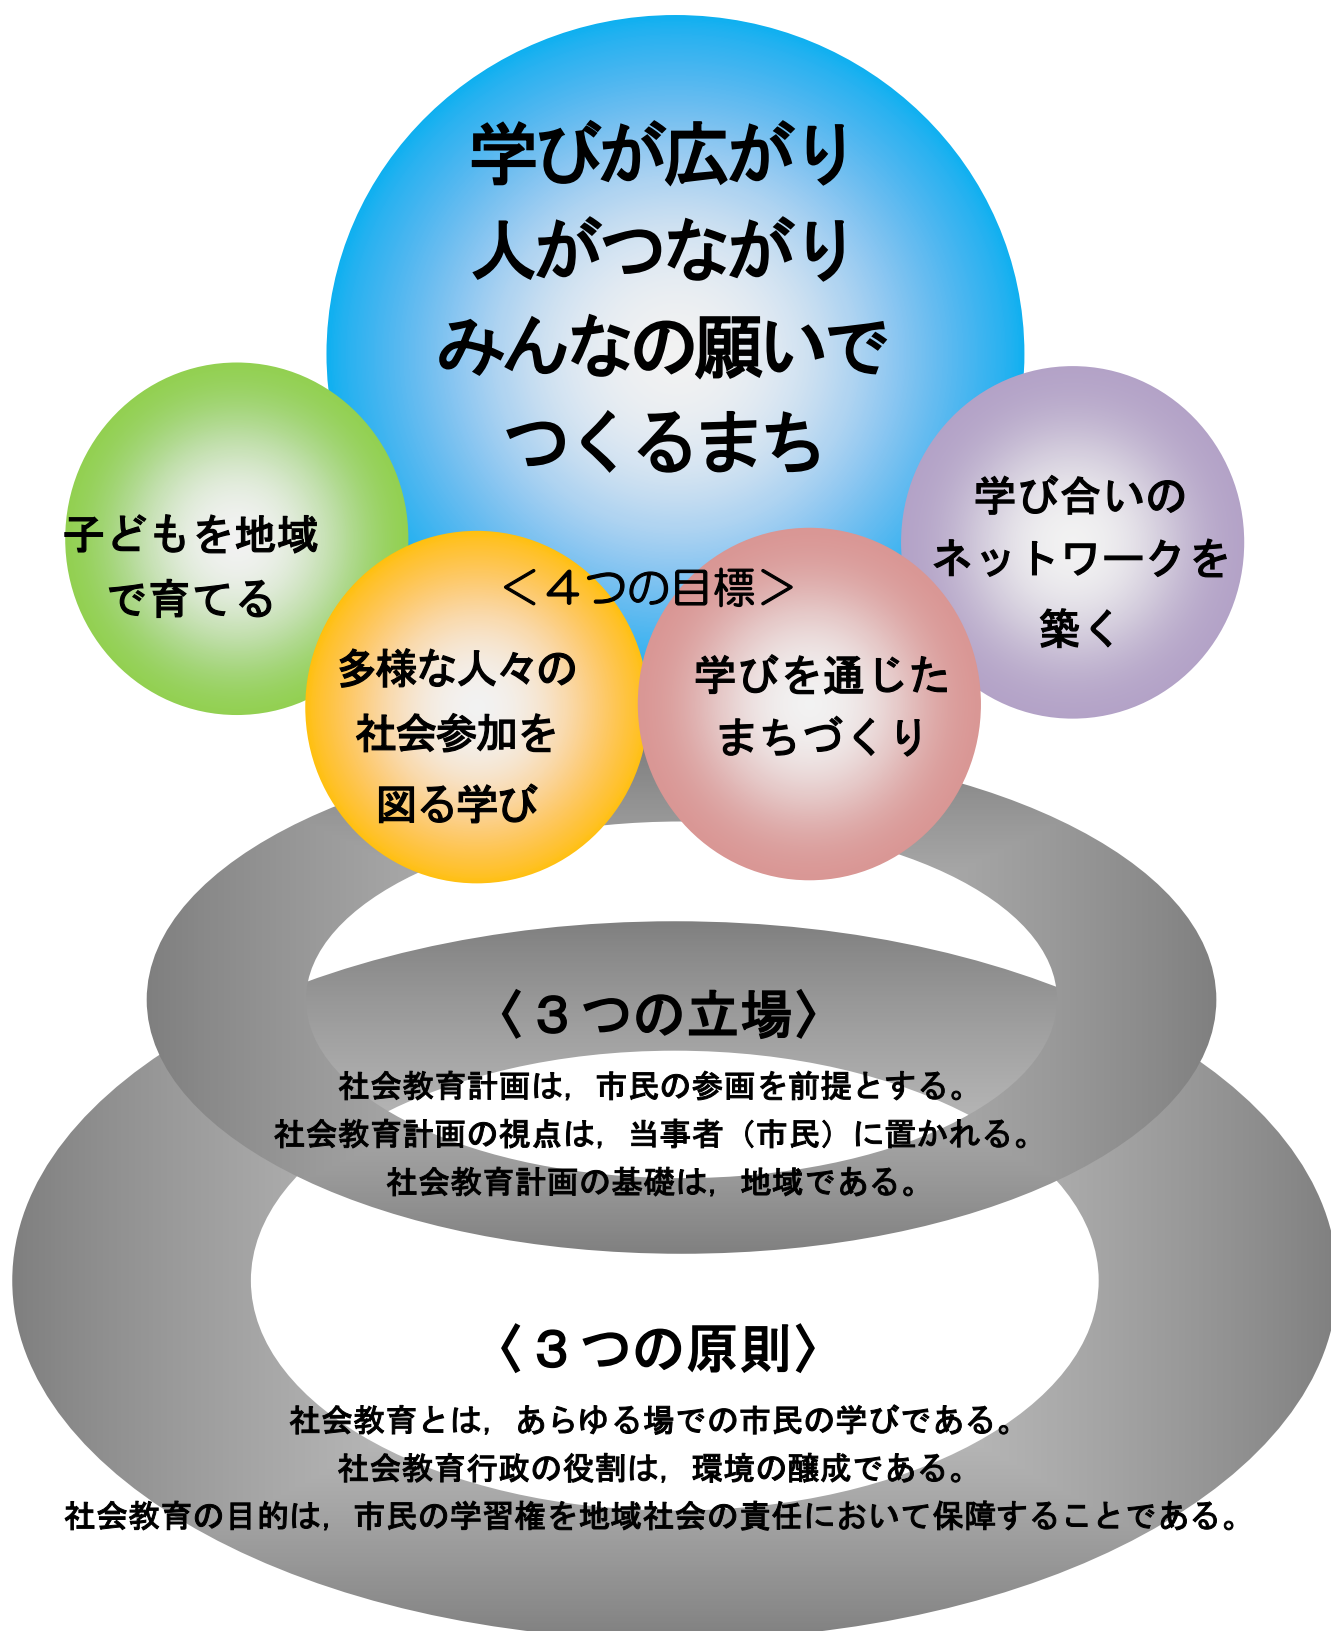 学びが広がり
人がつながり
みんなの願いで
つくるまち
＜４つの目標＞
子どもを地域
で育てる
多様な人々の
社会参加を
図る学び
学びを通じた
まちづくり
学び合いの
ネットワークを
築く
〈３つの立場〉
社会教育計画は，市民の参画を前提とする。
社会教育計画の視点は，当事者（市民）に置かれる。
社会教育計画の基礎は，地域である。
〈３つの原則〉
社会教育とは，あらゆる場での市民の学びである。
社会教育行政の役割は，環境の醸成である。
社会教育の目的は，市民の学習権を地域社会の責任において保障することである。